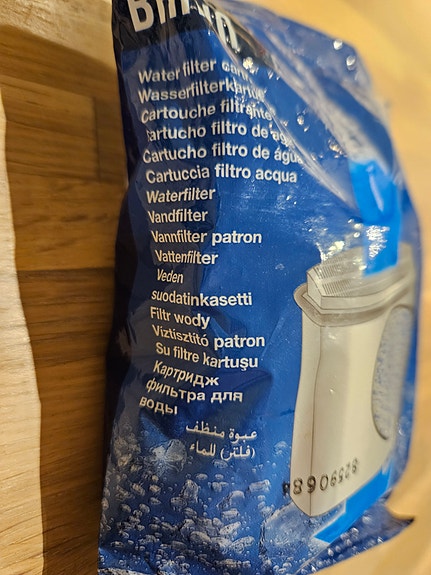 Water filter
Wasserfilterkartu
Cartouche filtrante
Cartucho filtro de
Cartucho filtro de água
Cartuccia filtro acqua
Waterfilter
Vandfilter
Vannfilter patron
Vattenfilter
Veden
suodatinkasetti
Filtr wody
Víztisztító patron
Su filtre kartuşu
Картридж
фильтра для
воды
عبوة منظف
(فلتر) للماء